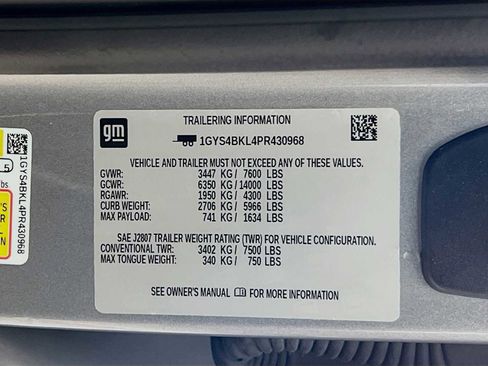 gm
TRAILERING INFORMATION
1GYS4BKL4PR430968
VEHICLE AND TRAILER MUST NOT EXCEED ANY OF THESE VALUES.
GVWR: 3447 KG / 7600 LBS
GCWR: 6350 KG / 14000 LBS
RGAWR: 1950 KG / 4300 LBS
CURB WEIGHT: 2706 KG / 5966 LBS
MAX PAYLOAD: 741 KG / 1634 LBS
SAE J2807 TRAILER WEIGHT RATING (TWR) FOR VEHICLE CONFIGURATION.
CONVENTIONAL TWR: 3402 KG / 7500 LBS
MAX TONGUE WEIGHT: 340 KG / 750 LBS
SEE OWNER'S MANUAL FOR MORE INFORMATION
1GYS4BKL4PR430968
5
bs.
'S
R